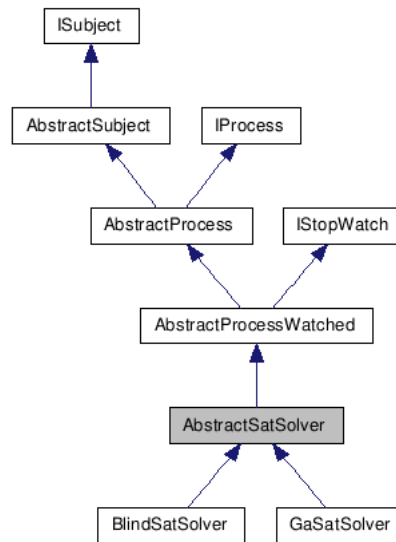 ISubject
AbstractSubject
IProcess
AbstractProcess
IStopWatch
AbstractProcessWatched
AbstractSatSolver
BlindSatSolver
GaSatSolver